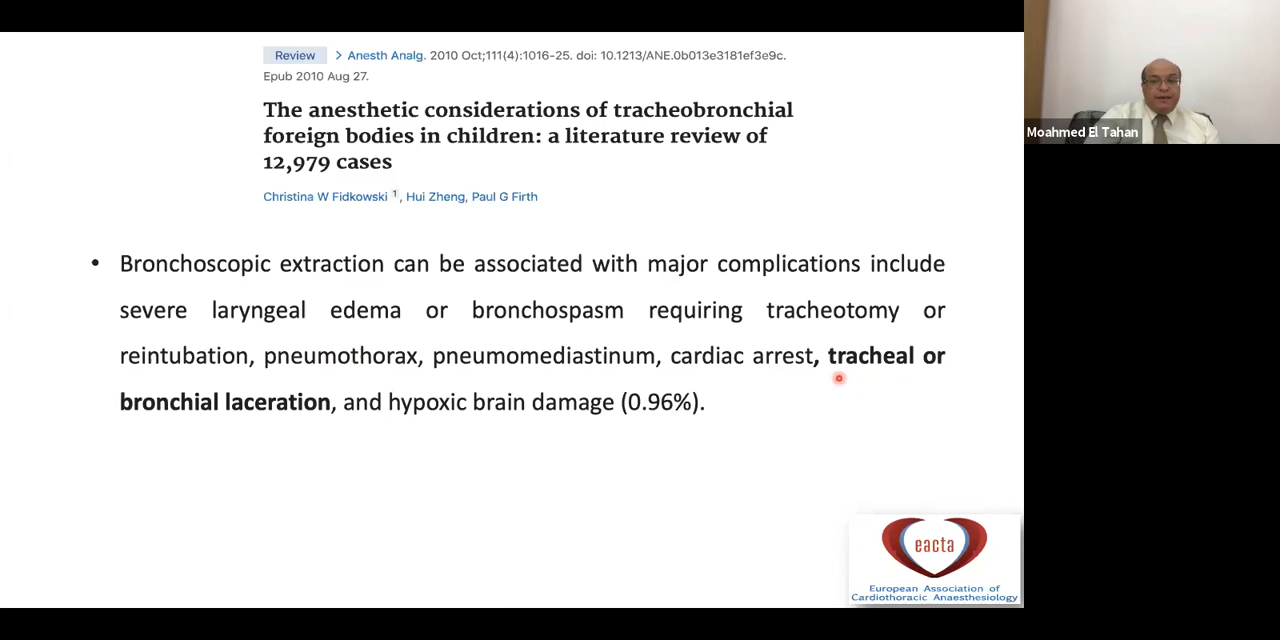 Review > Anesth Analg. 2010 Oct;111(4):1016-25. doi: 10.1213/ANE.0b013e3181ef3e9c.
Epub 2010 Aug 27.
The anesthetic considerations of tracheobronchial
foreign bodies in children: a literature review of
12,979 cases
Christina W Fidkowski 1, Hui Zheng, Paul G Firth
• Bronchoscopic extraction can be associated with major complications include
severe laryngeal edema or bronchospasm requiring tracheotomy or
reintubation, pneumothorax, pneumomediastinum, cardiac arrest, tracheal or
bronchial laceration, and hypoxic brain damage (0.96%).
eacta
European Association of
Cardiothoracic Anaesthesiology
Moahmed El Tahan